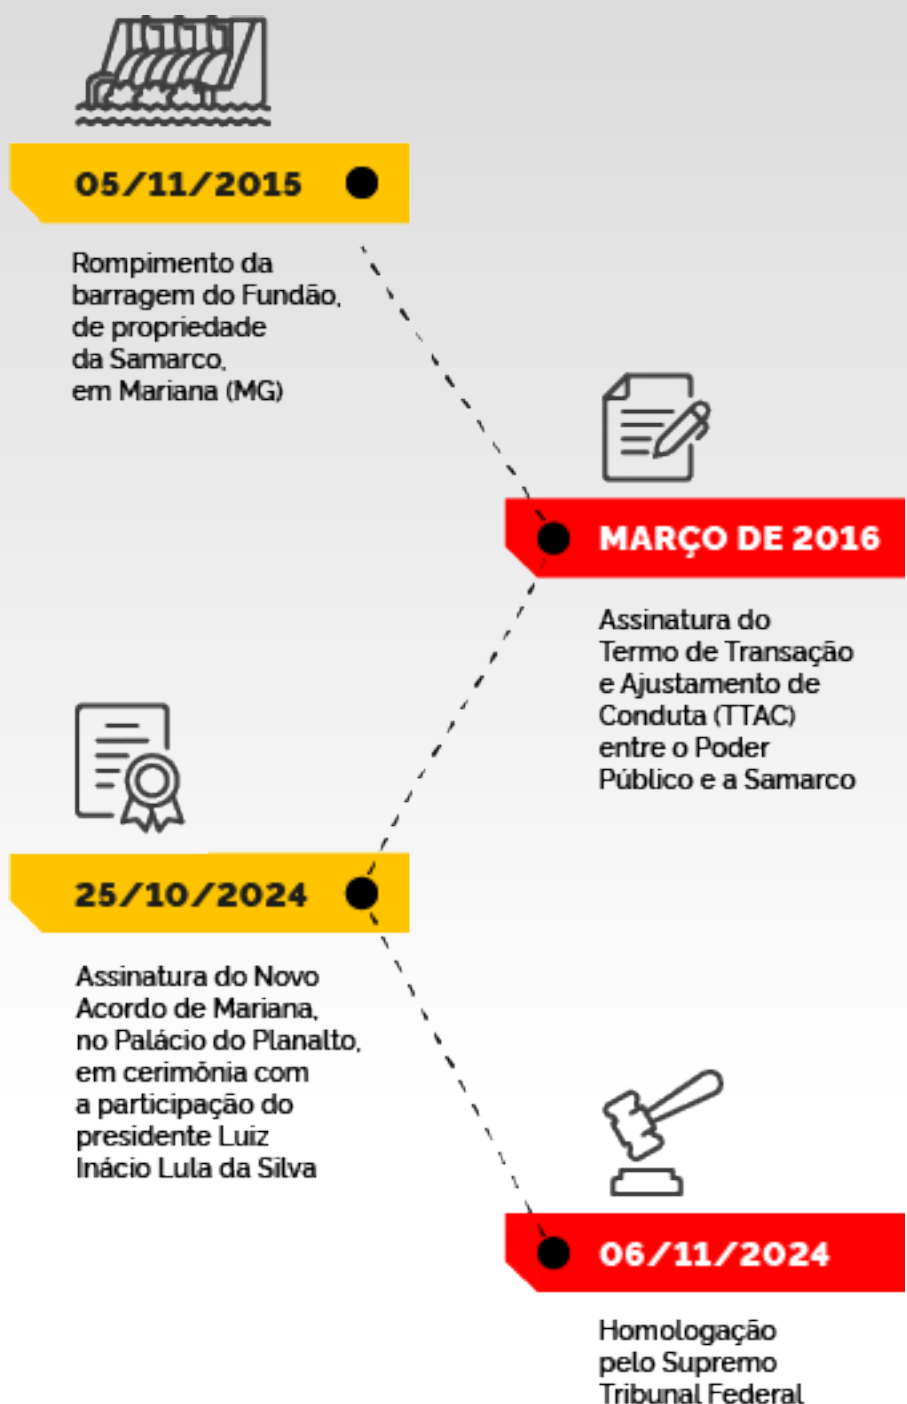 05/11/2015
Rompimento da
barragem do Fundão,
de propriedade
da Samarco,
em Mariana (MG)
MARÇO DE 2016
Assinatura do
Termo de Transação
e Ajustamento de
Conduta (TTAC)
entre o Poder
Público e a Samarco
25/10/2024
Assinatura do Novo
Acordo de Mariana,
no Palácio do Planalto,
em cerimônia com
a participação do
presidente Luiz
Inácio Lula da Silva
06/11/2024
Homologação
pelo Supremo
Tribunal Federal